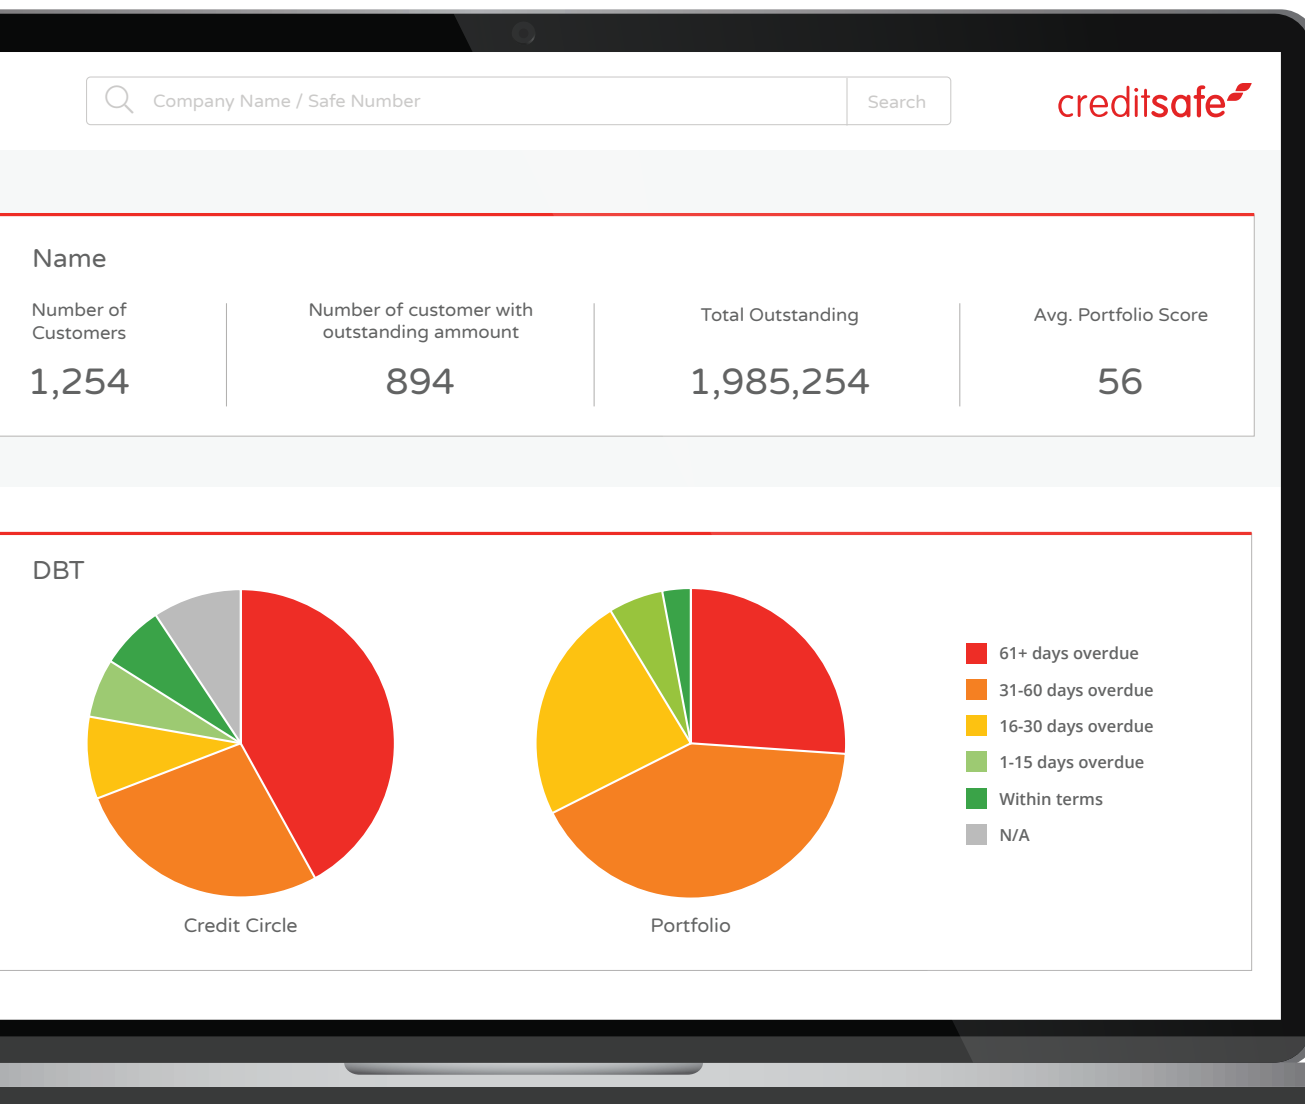 Company Name / Safe Number
Search
creditsafe
Name
Number of
Customers
1,254
Number of customer with
outstanding ammount
894
Total Outstanding
1,985,254
Avg. Portfolio Score
56
DBT
Credit Circle
Portfolio
61+ days overdue
31-60 days overdue
16-30 days overdue
1-15 days overdue
Within terms
N/A